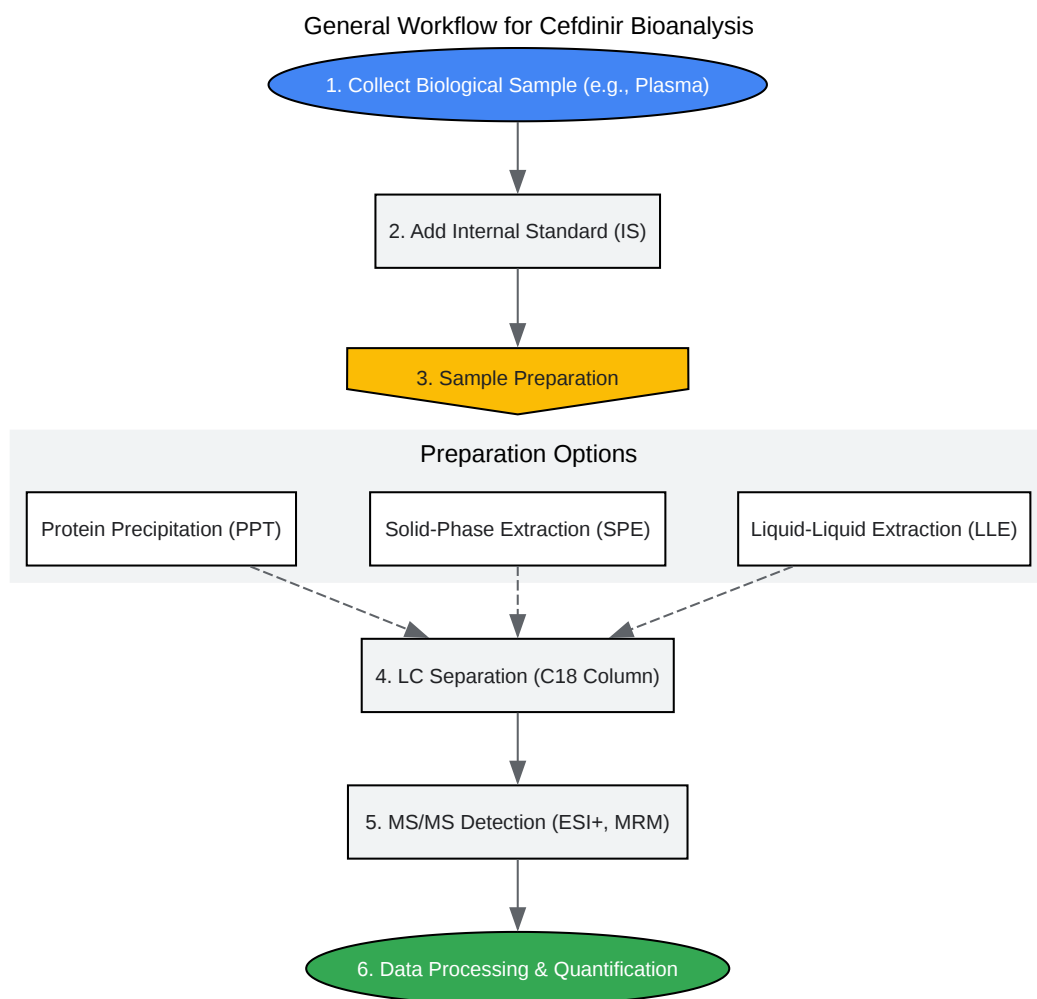 General Workflow for Cefdinir Bioanalysis
1. Collect Biological Sample (e.g., Plasma)
2. Add Internal Standard (IS)
3. Sample Preparation
Preparation Options
Protein Precipitation (PPT)
Solid-Phase Extraction (SPE)
Liquid-Liquid Extraction (LLE)
4. LC Separation (C18 Column)
5. MS/MS Detection (ESI+, MRM)
6. Data Processing & Quantification